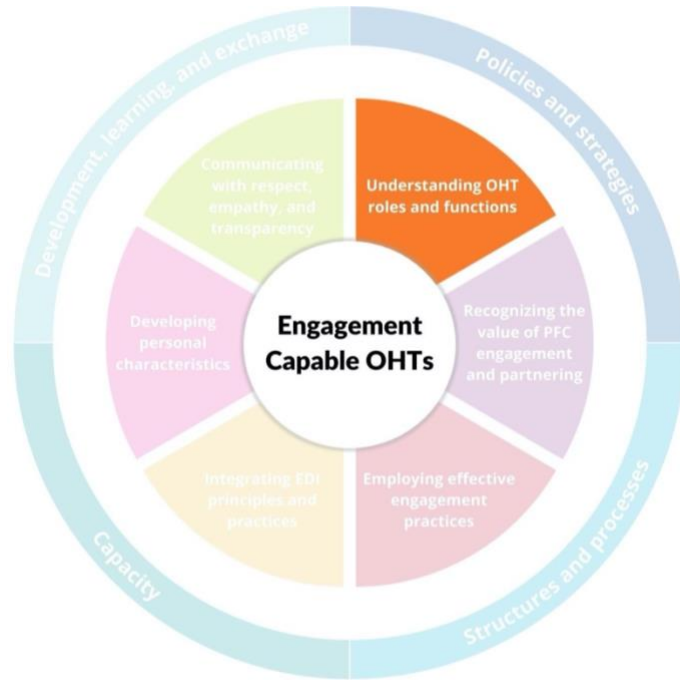 Development, learning, and exchange
Policies and strategies
Communicating
with respect,
empathy, and
transparency
Understanding OHT
roles and functions
Developing
personal
characteristics
Engagement
Capable OHTs
Recognizing the
value of PFC
engagement
and partnering
Integrating EDI
principles and
practices
Employing effective
engagement
practices
Capacity
Structures and processes